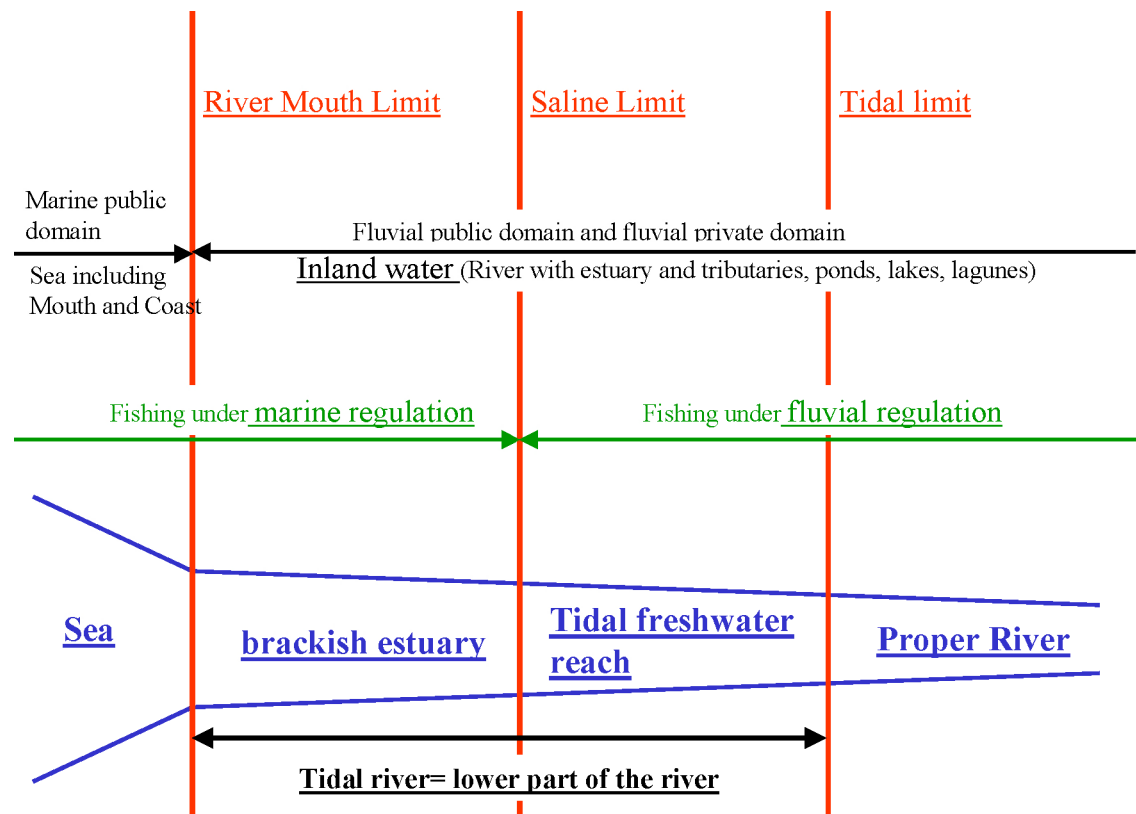 River Mouth Limit
Saline Limit
Tidal limit
Marine public
domain
Fluvial public domain and fluvial private domain
Sea including
Mouth and Coast
Inland water (River with estuary and tributaries, ponds, lakes, lagunes)
Fishing under marine regulation
Fishing under fluvial regulation
Sea
brackish estuary
Tidal freshwater
reach
Proper River
Tidal river= lower part of the river